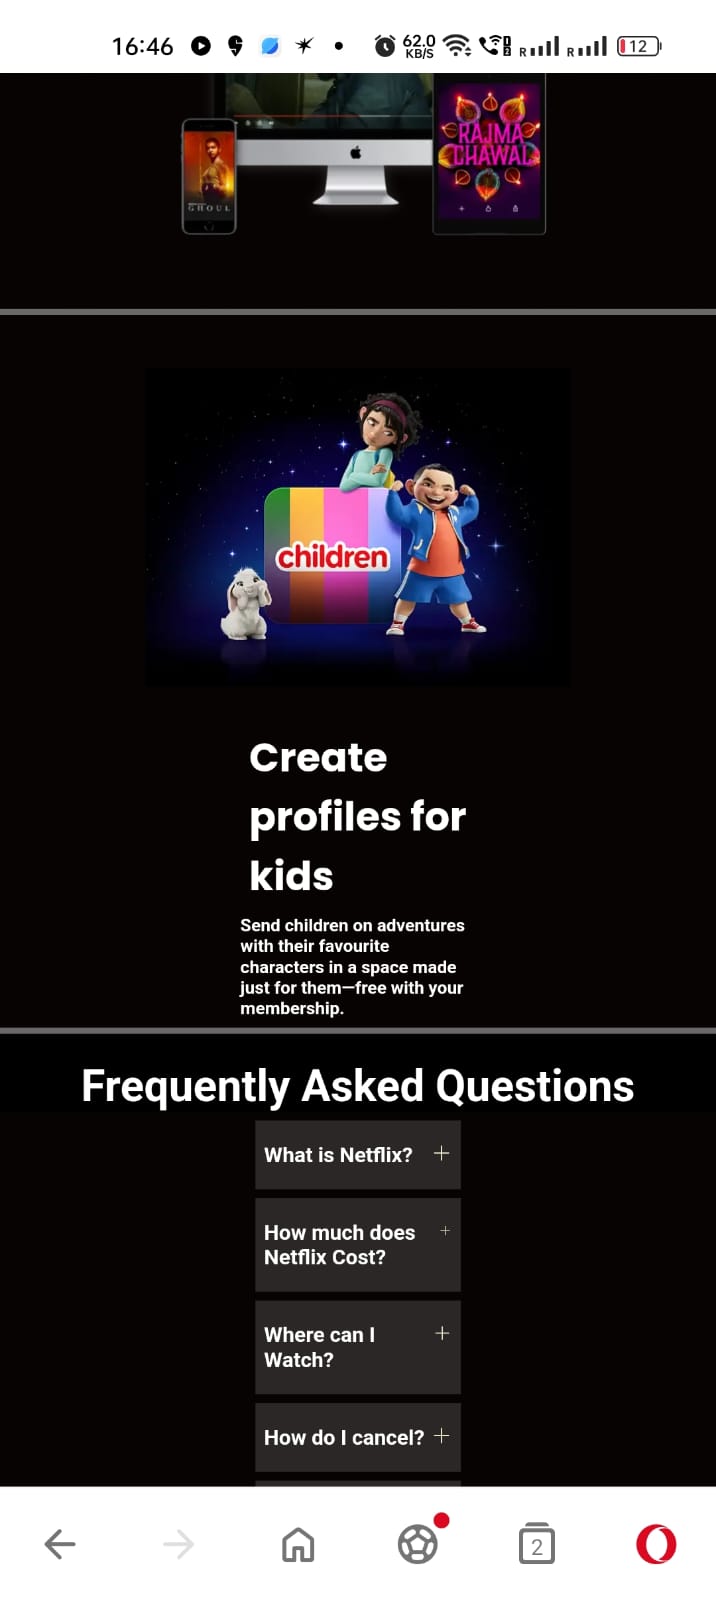 16:46
62.0
KB/S
R
R
12
GHOUL
RAJMA
CHAWAL
children
J
Create
profiles for
kids
Send children on adventures
with their favourite
characters in a space made
just for them—free with your
membership.
Frequently Asked Questions
What is Netflix? +
How much does +
Netflix Cost?
Where can I +
Watch?
How do I cancel? +
2